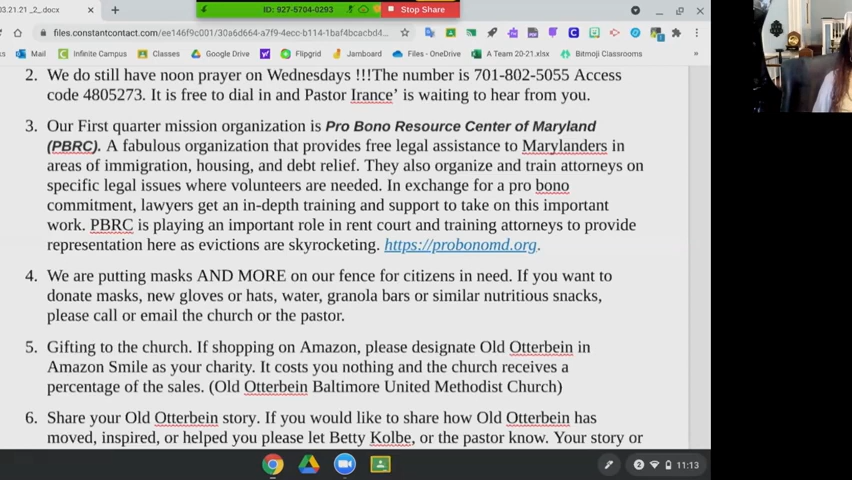 03.21.21 _2_.docx
ID: 927-5704-0293
Stop Share
files.constantcontact.com/ee146f9c001/30a6d664-a7f9-4ecc-b114-1baf4bcacbd4...
ks
Mail
Infinite Campus
Classes
Google Drive
Flipgrid
Jamboard
Files - OneDrive
A Team 20-21.xlsx
Bitmoji Classrooms
2. We do still have noon prayer on Wednesdays !!!The number is 701-802-5055 Access
code 4805273. It is free to dial in and Pastor Irance' is waiting to hear from you.
3. Our First quarter mission organization is Pro Bono Resource Center of Maryland
(PBRC). A fabulous organization that provides free legal assistance to Marylanders in
areas of immigration, housing, and debt relief. They also organize and train attorneys on
specific legal issues where volunteers are needed. In exchange for a pro bono
commitment, lawyers get an in-depth training and support to take on this important
work. PBRC is playing an important role in rent court and training attorneys to provide
representation here as evictions are skyrocketing. https://probonomd.org.
4. We are putting masks AND MORE on our fence for citizens in need. If you want to
donate masks, new gloves or hats, water, granola bars or similar nutritious snacks,
please call or email the church or the pastor.
5. Gifting to the church. If shopping on Amazon, please designate Old Otterbein in
Amazon Smile as your charity. It costs you nothing and the church receives a
percentage of the sales. (Old Otterbein Baltimore United Methodist Church)
6. Share your Old Otterbein story. If you would like to share how Old Otterbein has
moved, inspired, or helped you please let Betty Kolbe, or the pastor know. Your story or
2
11:13